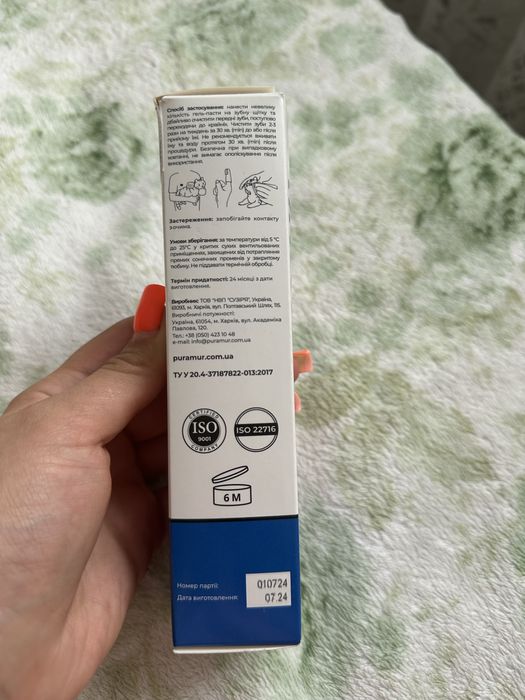 Спосіб застосування: нанести невелику
кількість гель-пасти на зубну щітку та
дбайливо очистити передні зуби, поступово
переходячи до крайніх. Чистити зуби 2-3
рази на тиждень за 30 хв. (min) до або після
прийому їжі. Не рекомендується вживати
їжу та воду протягом 30 хв. (min) після
процедури. Безпечна при випадковому
ковтанні, не вимагає ополіскування після
використання.
Застереження: запобігайте контакту
з очима.
Умови зберігання: за температури від 5 °C
до 25°C у критих сухих вентильованих
приміщеннях, захищених від потрапляння
прямих сонячних променів у закритому
тюбику. Не піддавати термічній обробці.
Термін придатності: 24 місяці з дати
виготовлення.
Виробник: ТОВ "НВП "СУЗІР'Я", Україна,
61093, м. Харків, вул. Полтавський Шлях, 115.
Виробничі потужності:
Україна, 61054, м. Харків, вул. Академіка
Павлова, 120.
Тел.: +38 (050) 423 10 48
e-mail: info@puramur.com.ua
puramur.com.ua
ТУ У 20.4-37187822-013:2017
CERTIFIED
ISO
9001
COMPANY
ISO 22716
6 M
Номер партії: 010724
Дата виготовлення: 07.24